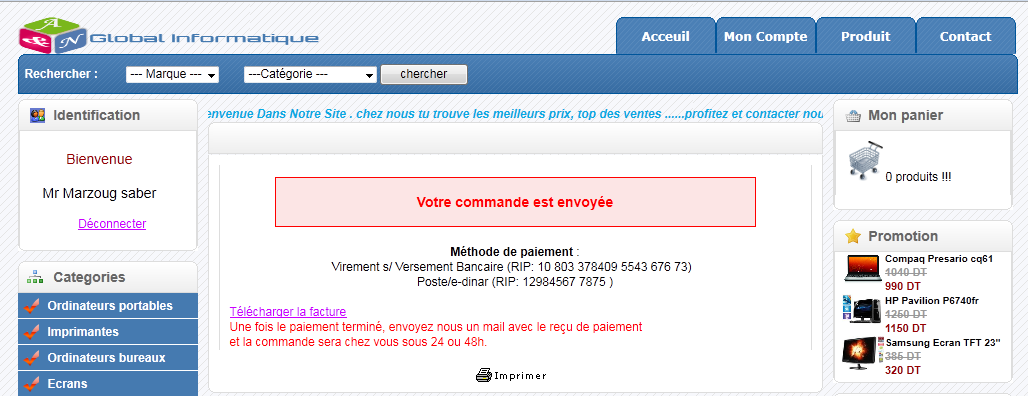 A & N Global Informatique
Acceuil Mon Compte Produit Contact
Rechercher : --- Marque --- ---Catégorie --- chercher
Identification
Bienvenue
Mr Marzoug saber
Déconnecter
Categories
Ordinateurs portables
Imprimantes
Ordinateurs bureaux
Ecrans
envenue Dans Notre Site . chez nous tu trouve les meilleurs prix, top des ventes ......profitez et contacter nou
Votre commande est envoyée
Méthode de paiement :
Virement s/ Versement Bancaire (RIP: 10 803 378409 5543 676 73)
Poste/e-dinar (RIP: 12984567 7875 )
Télécharger la facture
Une fois le paiement terminé, envoyez nous un mail avec le reçu de paiement
et la commande sera chez vous sous 24 ou 48h.
Imprimer
Mon panier
0 produits !!!
Promotion
Compaq Presario cq61
1040 DT
990 DT
HP Pavilion P6740fr
1250 DT
1150 DT
Samsung Ecran TFT 23"
385 DT
320 DT